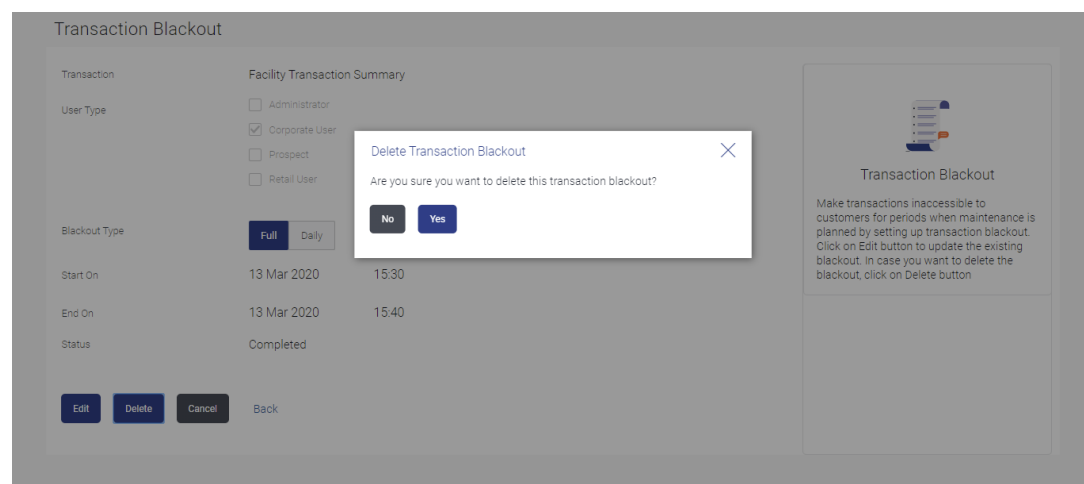 Transaction Blackout
Transaction Facility Transaction Summary
User Type Administrator
Corporate User
Prospect
Retail User
Delete Transaction Blackout
Are you sure you want to delete this transaction blackout?
No Yes
Blackout Type Full Daily
Start On 13 Mar 2020 15:30
End On 13 Mar 2020 15:40
Status Completed
Edit Delete Cancel Back
Transaction Blackout
Make transactions inaccessible to
customers for periods when maintenance is
planned by setting up transaction blackout.
Click on Edit button to update the existing
blackout. In case you want to delete the
blackout, click on Delete button